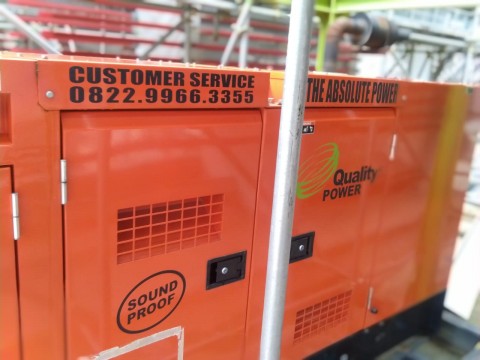 CUSTOMER SERVICE
0822.9966.3355
THE ABSOLUTE POWER
Quality
POWER
SOUND
PROOF